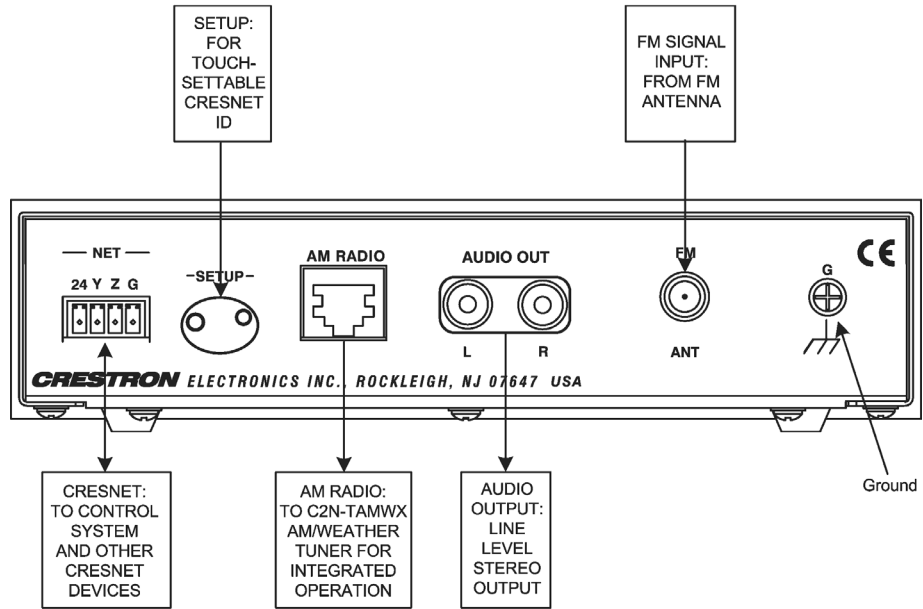 SETUP:
FOR
TOUCH-
SETTABLE
CRESNET
ID
FM SIGNAL
INPUT:
FROM FM
ANTENNA
NET
24 Y Z G
-SETUP-
AM RADIO
AUDIO OUT
L R
FM
ANT
G
CE
CRESTRON ELECTRONICS INC., ROCKLEIGH, NJ 07647 USA
CRESNET:
TO CONTROL
SYSTEM
AND OTHER
CRESNET
DEVICES
AM RADIO:
TO C2N-TAMWX
AM/WEATHER
TUNER FOR
INTEGRATED
OPERATION
AUDIO
OUTPUT:
LINE
LEVEL
STEREO
OUTPUT
Ground